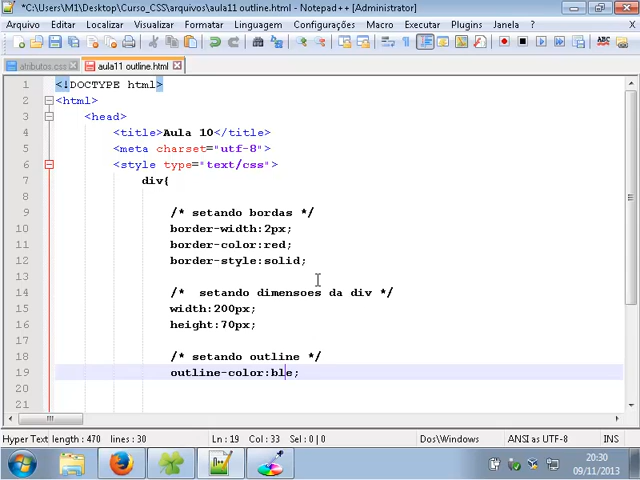 *C:\Users\M1\Desktop\Curso_CSS\arquivos\aula11 outline.html - Notepad++ [Administrator]
Arquivo Editar Localizar Visualizar Formatar Linguagem Configurações Macro Executar Plugins Janela ? X
atributos.css aula11 outline.html
1 <!DOCTYPE html>
2 <html>
3 <head>
4 <title>Aula 10</title>
5 <meta charset="utf-8">
6 <style type="text/css">
7 div{
8
9 /* setando bordas */
10 border-width:2px;
11 border-color:red;
12 border-style:solid;
13
14 /* setando dimensoes da div */
15 width:200px;
16 height:70px;
17
18 /* setando outline */
19 outline-color:ble;
20
21
Hyper Text length : 470 lines : 30 Ln : 19 Col : 33 Sel : 0 | 0 Dos\Windows ANSI as UTF-8 INS
20:30
09/11/2013